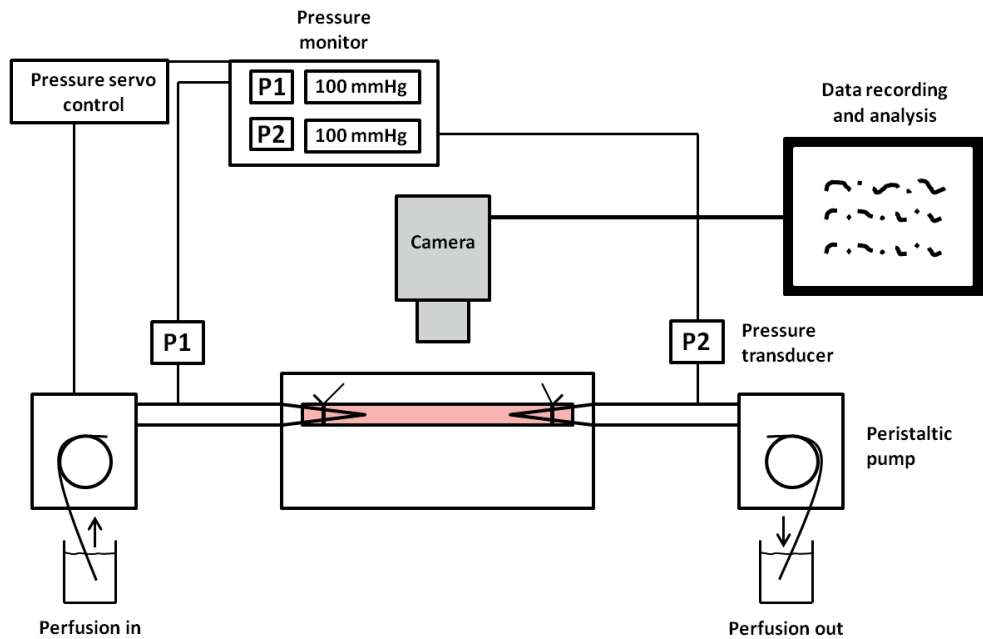 Pressure
monitor
Pressure servo
control
P1 100 mmHg
P2 100 mmHg
Data recording
and analysis
Camera
P1
P2
Pressure
transducer
Peristaltic
pump
Perfusion in
Perfusion out